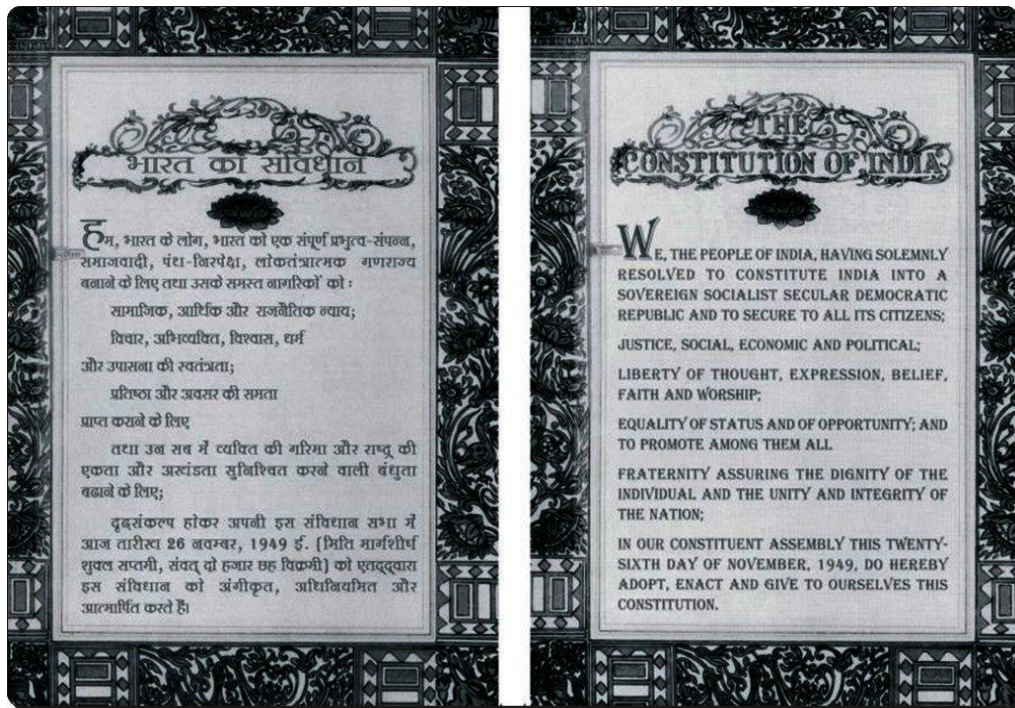 भारत का संविधान
हम, भारत के लोग, भारत को एक संपूर्ण प्रभुत्व-संपन्न,
समाजवादी, पंथ-निरपेक्ष, लोकतंत्रात्मक गणराज्य
बनाने के लिए तथा उसके समस्त नागरिकों को :
सामाजिक, आर्थिक और राजनैतिक न्याय;
विचार, अभिव्यक्ति, विश्वास, धर्म
और उपासना की स्वतंत्रता;
प्रतिष्ठा और अवसर की समता
प्राप्त कराने के लिए
तथा उन सब में व्यक्ति की गरिमा और राष्ट्र की
एकता और अखंडता सुनिश्चित करने वाली बंधुता
बढाने के लिए;
दृढ़संकल्प होकर अपनी इस संविधान सभा में
आज तारीख 26 नवम्बर, 1949 ई. (मिति मार्गशीर्ष
शुक्ल सप्तमी, संवत् दो हजार छह विक्रमी) को एतद्द्वारा
इस संविधान को अंगीकृत, अधिनियमित और
आत्मार्पित करते हैं।
THE
CONSTITUTION OF INDIA
WE, THE PEOPLE OF INDIA, HAVING SOLEMNLY
RESOLVED TO CONSTITUTE INDIA INTO A
SOVEREIGN SOCIALIST SECULAR DEMOCRATIC
REPUBLIC AND TO SECURE TO ALL ITS CITIZENS;
JUSTICE, SOCIAL, ECONOMIC AND POLITICAL;
LIBERTY OF THOUGHT, EXPRESSION, BELIEF,
FAITH AND WORSHIP;
EQUALITY OF STATUS AND OF OPPORTUNITY; AND
TO PROMOTE AMONG THEM ALL
FRATERNITY ASSURING THE DIGNITY OF THE
INDIVIDUAL AND THE UNITY AND INTEGRITY OF
THE NATION;
IN OUR CONSTITUENT ASSEMBLY THIS TWENTY-
SIXTH DAY OF NOVEMBER, 1949, DO HEREBY
ADOPT, ENACT AND GIVE TO OURSELVES THIS
CONSTITUTION.